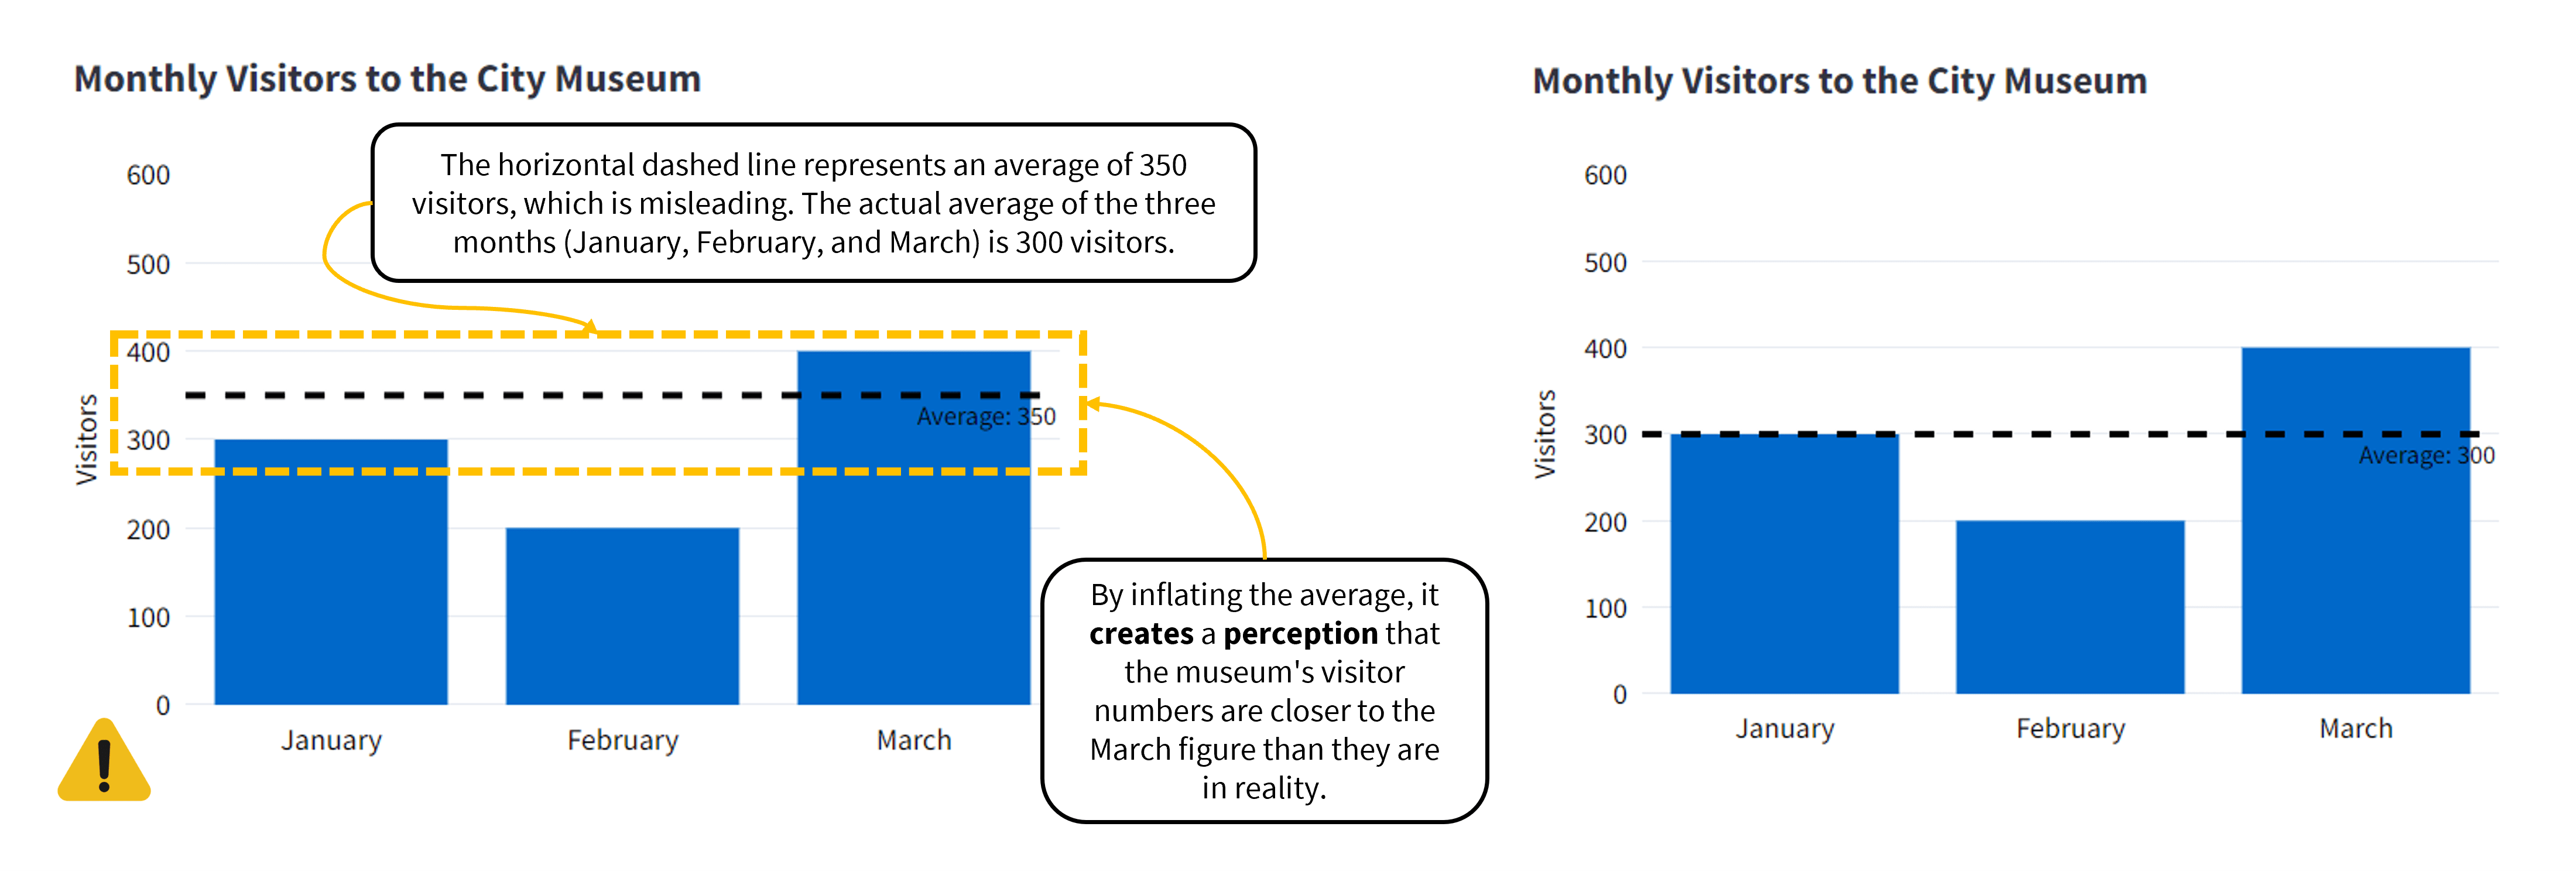 Monthly Visitors to the City Museum
The horizontal dashed line represents an average of 350
visitors, which is misleading. The actual average of the three
months (January, February, and March) is 300 visitors.
600
500
400
300
200
100
0
Visitors
Average: 350
January February March
By inflating the average, it
creates a perception that
the museum's visitor
numbers are closer to the
March figure than they are
in reality.
Monthly Visitors to the City Museum
600
500
400
300
200
100
0
Visitors
Average: 300
January February March